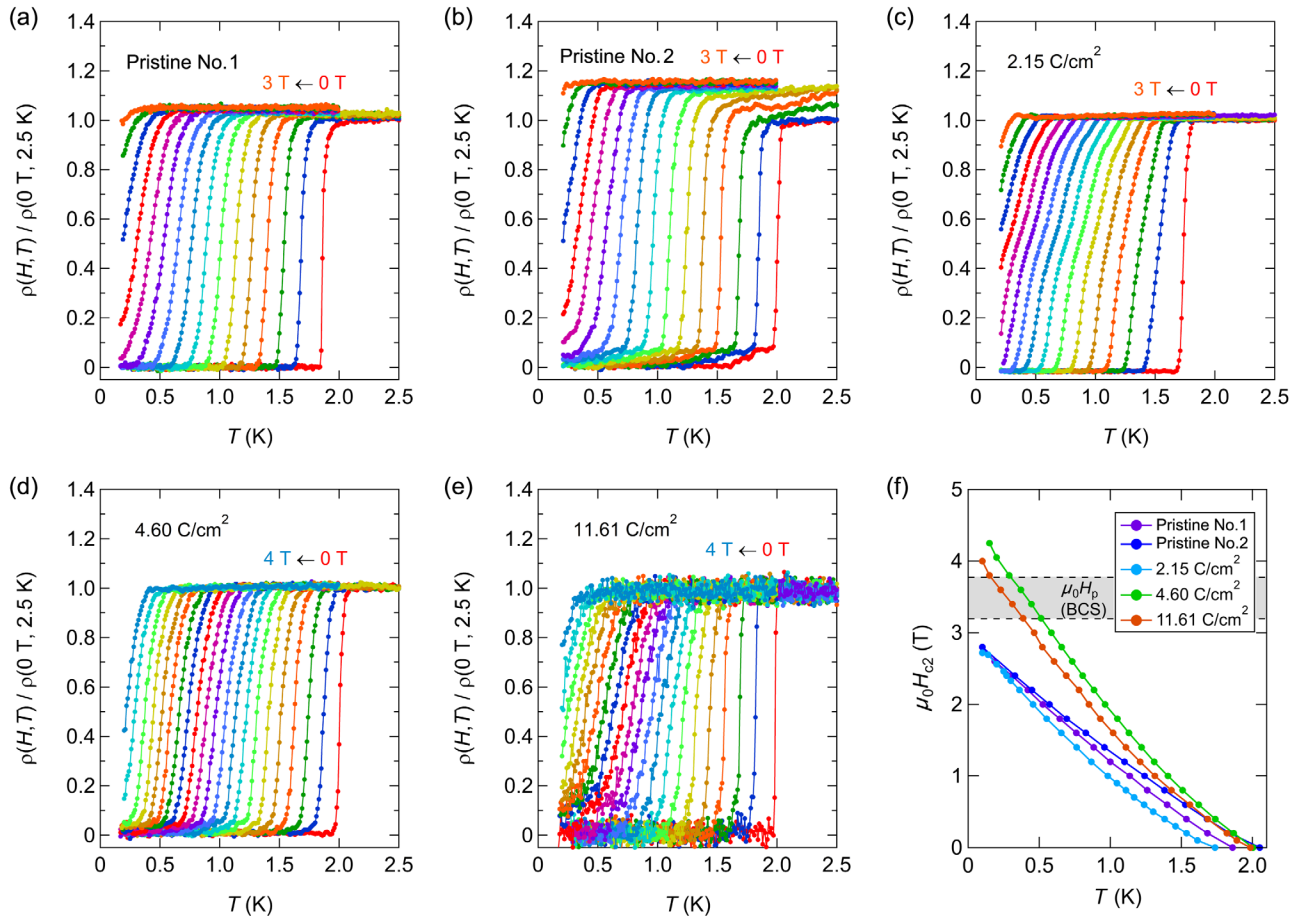 (a)
1.4
1.2
1.0
0.8
0.6
0.4
0.2
0
ρ(H,T) / ρ(0 T, 2.5 K)
Pristine No.1
3 T ← 0 T
0 0.5 1.0 1.5 2.0 2.5
T (K)
(b)
1.4
1.2
1.0
0.8
0.6
0.4
0.2
0
ρ(H,T) / ρ(0 T, 2.5 K)
Pristine No.2
3 T ← 0 T
0 0.5 1.0 1.5 2.0 2.5
T (K)
(c)
1.4
1.2
1.0
0.8
0.6
0.4
0.2
0
ρ(H,T) / ρ(0 T, 2.5 K)
2.15 C/cm²
3 T ← 0 T
0 0.5 1.0 1.5 2.0 2.5
T (K)
(d)
1.4
1.2
1.0
0.8
0.6
0.4
0.2
0
ρ(H,T) / ρ(0 T, 2.5 K)
4.60 C/cm²
4 T ← 0 T
0 0.5 1.0 1.5 2.0 2.5
T (K)
(e)
1.4
1.2
1.0
0.8
0.6
0.4
0.2
0
ρ(H,T) / ρ(0 T, 2.5 K)
11.61 C/cm²
4 T ← 0 T
0 0.5 1.0 1.5 2.0 2.5
T (K)
(f)
5
4
3
2
1
0
μ₀Hc2 (T)
Pristine No.1
Pristine No.2
2.15 C/cm²
4.60 C/cm²
11.61 C/cm²
μ₀Hp
(BCS)
0 0.5 1.0 1.5 2.0
T (K)